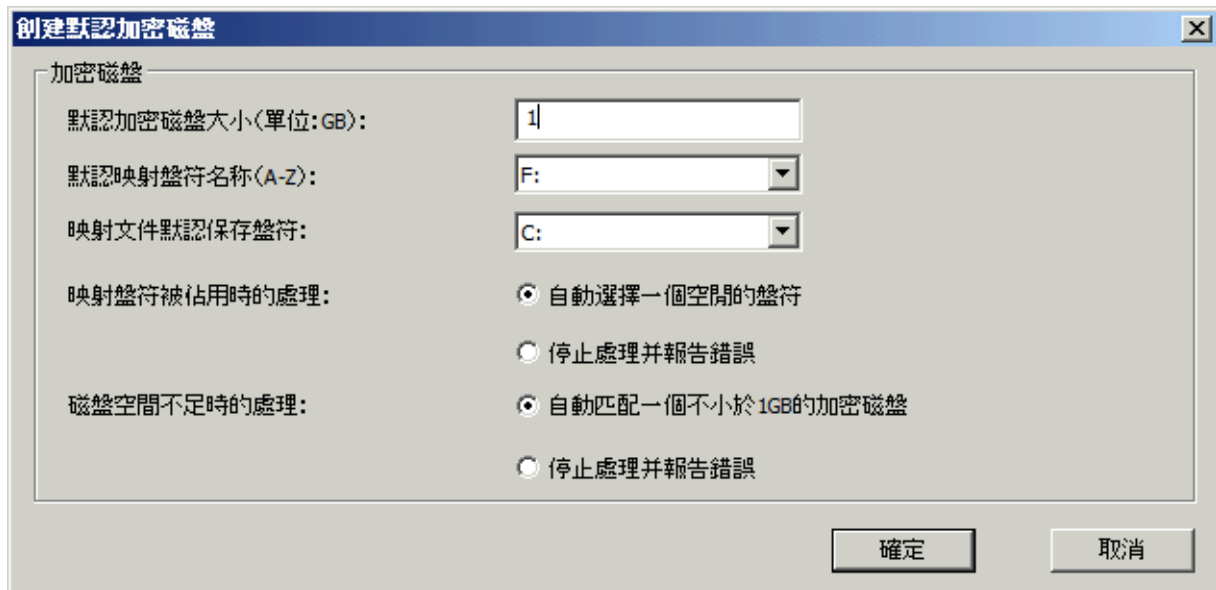 創建默認加密磁盤
加密磁盤
默認加密磁盤大小(單位:GB): 1
默認映射盤符名称(A-Z): F:
映射文件默認保存盤符: C:
映射盤符被佔用時的處理: 自動選擇一個空閒的盤符
停止處理并報告錯誤
磁盤空間不足時的處理: 自動匹配一個不小於1GB的加密磁盤
停止處理并報告錯誤
確定 取消